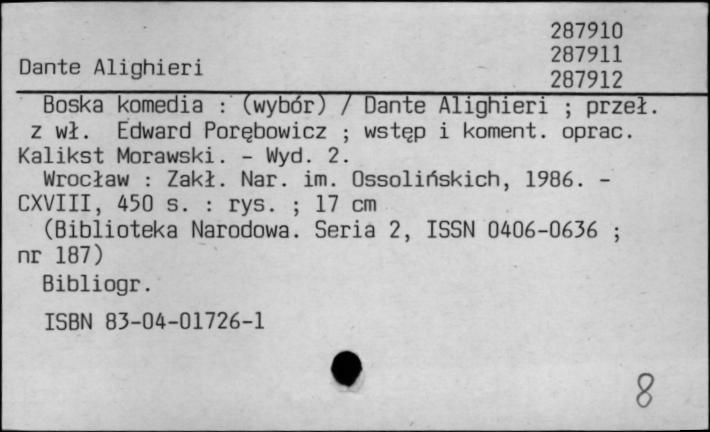 287910
287911
Dante Alighieri
287912
Boska komedia : (wybór) / Dante Alighieri ; przeł.
z wł. Edward Porębowicz ; wstęp i koment. oprac.
Kalikst Morawski. - Wyd. 2.
Wrocław : Zakł. Nar. im. Ossolińskich, 1986. -
CXVIII, 450 s. : rys. ; 17 cm
(Biblioteka Narodowa. Seria 2, ISSN 0406-0636 ;
nr 187)
Bibliogr.
ISBN 83-04-01726-1
8